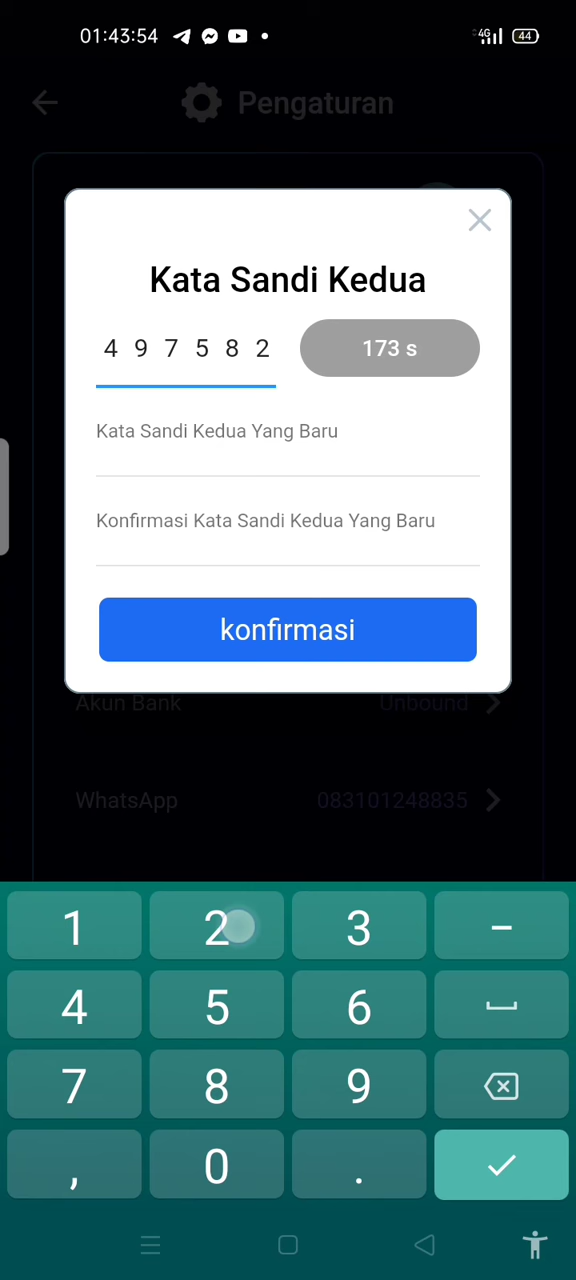 01:43:54 4G 44
Pengaturan
Kata Sandi Kedua
4 9 7 5 8 2 173 s
Kata Sandi Kedua Yang Baru
Konfirmasi Kata Sandi Kedua Yang Baru
konfirmasi
Akun Bank Unbound
WhatsApp 083101248835
1 2 3 –
4 5 6
7 8 9
, 0 .